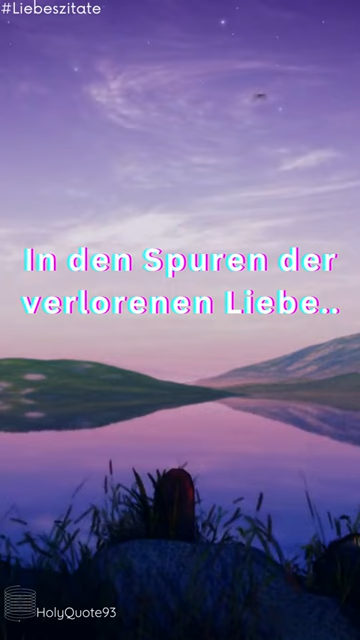 #Liebeszitate
In den Spuren der
verlorenen Liebe..
HolyQuote93